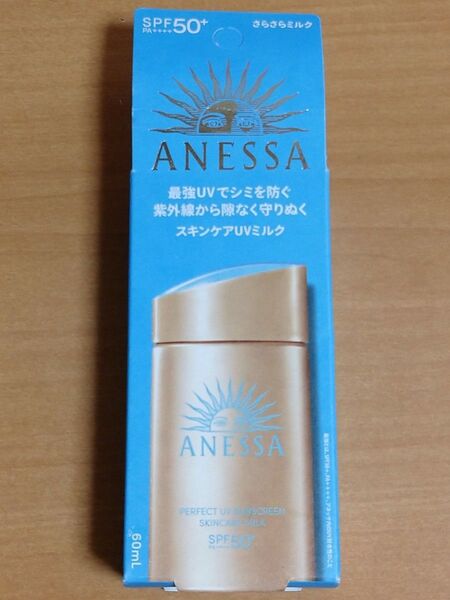 SPF50+
PA++++
さらさらミルク
ANESSA
最強UVでシミを防ぐ
紫外線から隙なく守りぬく
スキンケアUVミルク
ANESSA
PERFECT UV SUNSCREEN
SKINCARE MILK
SPF50+
60mL